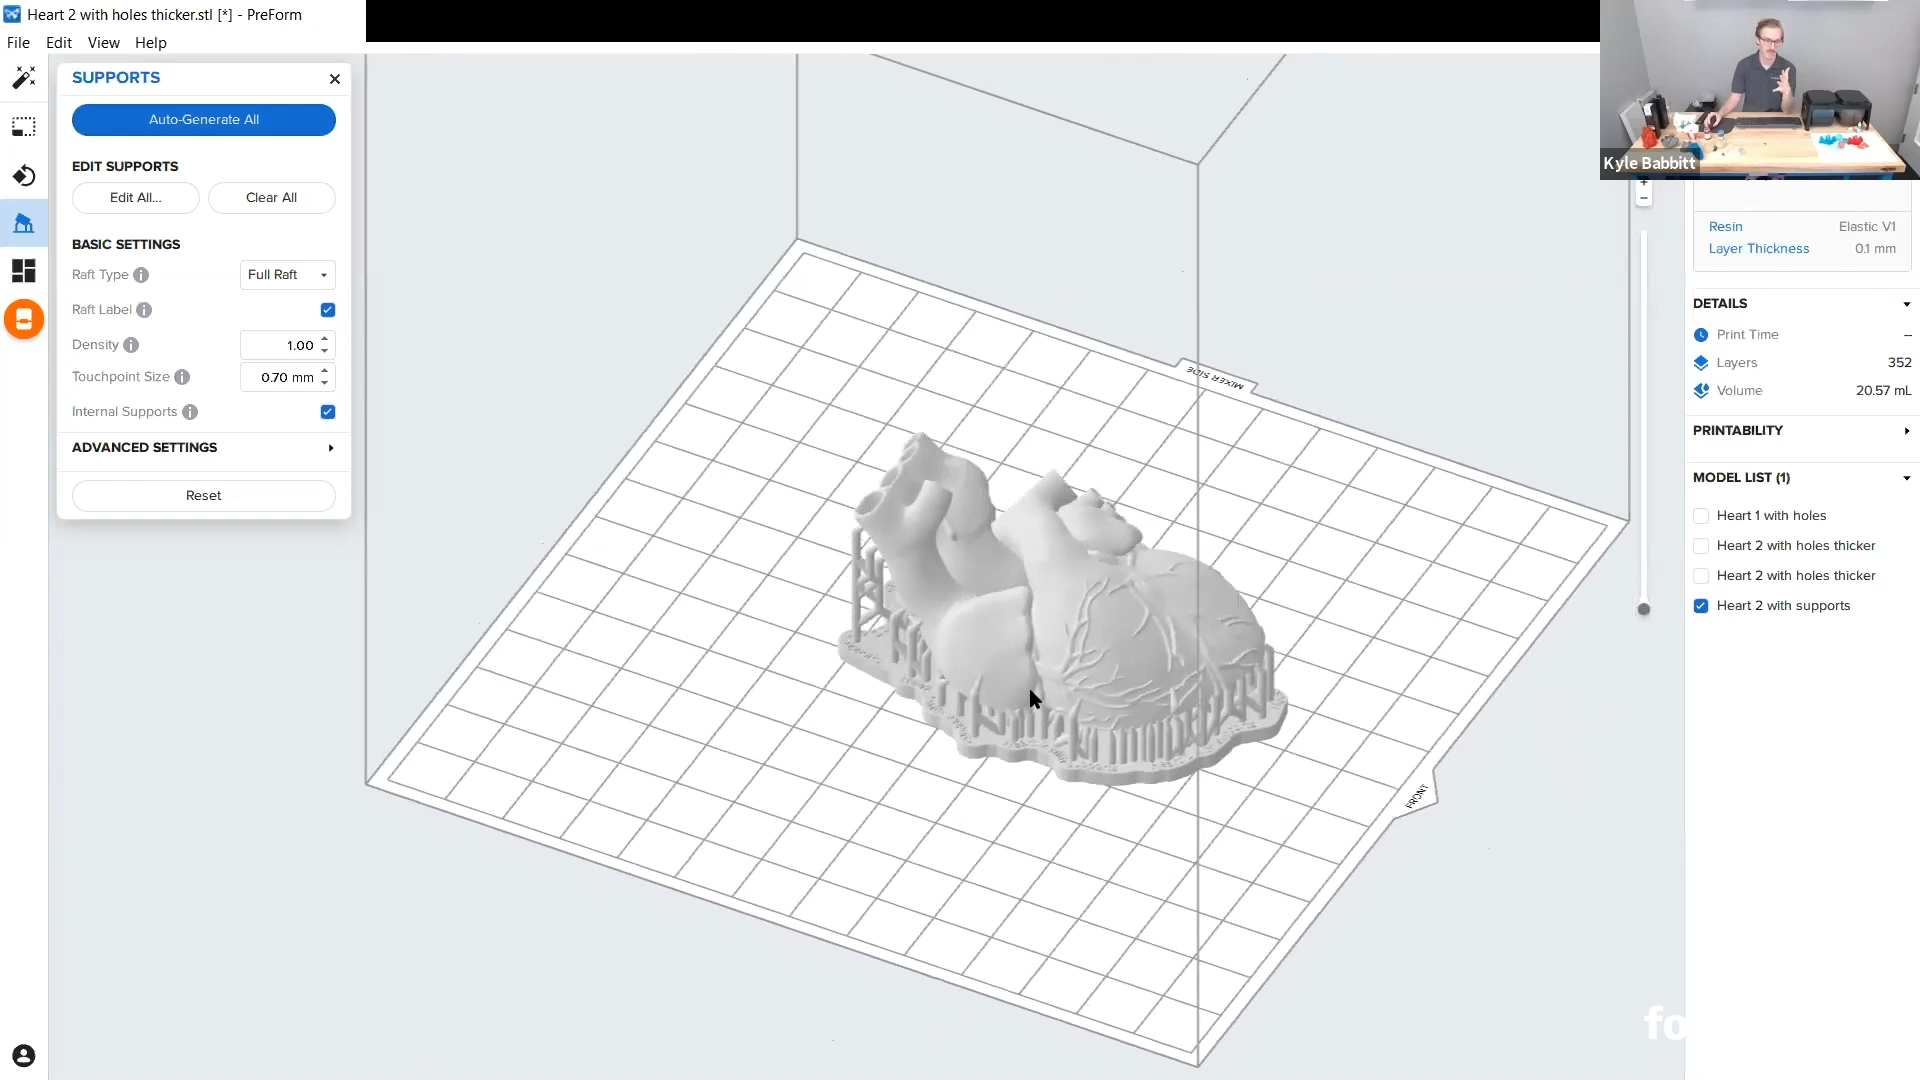 Heart 2 with holes thicker.stl [*] - PreForm
File Edit View Help
SUPPORTS
Auto-Generate All
EDIT SUPPORTS
Edit All... Clear All
BASIC SETTINGS
Raft Type Full Raft
Raft Label
Density 1.00
Touchpoint Size 0.70 mm
Internal Supports
ADVANCED SETTINGS
Reset
MIXER SIDE
FRONT
Kyle Babbitt
Resin Elastic V1
Layer Thickness 0.1 mm
DETAILS
Print Time --
Layers 352
Volume 20.57 mL
PRINTABILITY
MODEL LIST (1)
Heart 1 with holes
Heart 2 with holes thicker
Heart 2 with holes thicker
Heart 2 with supports
fo